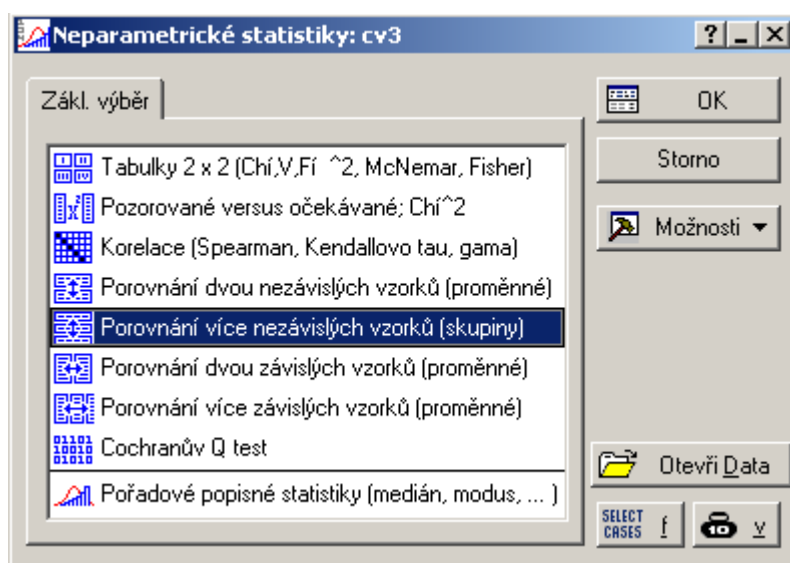 Neparametrické statistiky: cv3
Zákl. výběr
Tabulky 2 x 2 (Chí,V,Fí ^2, McNemar, Fisher)
Pozorované versus očekávané; Chí^2
Korelace (Spearman, Kendallovo tau, gama)
Porovnání dvou nezávislých vzorků (proměnné)
Porovnání více nezávislých vzorků (skupiny)
Porovnání dvou závislých vzorků (proměnné)
Porovnání více závislých vzorků (proměnné)
Cochranův Q test
Pořadové popisné statistiky (medián, modus, ... )
OK
Storno
Možnosti
Otevři Data
SELECT CASES f
10 v